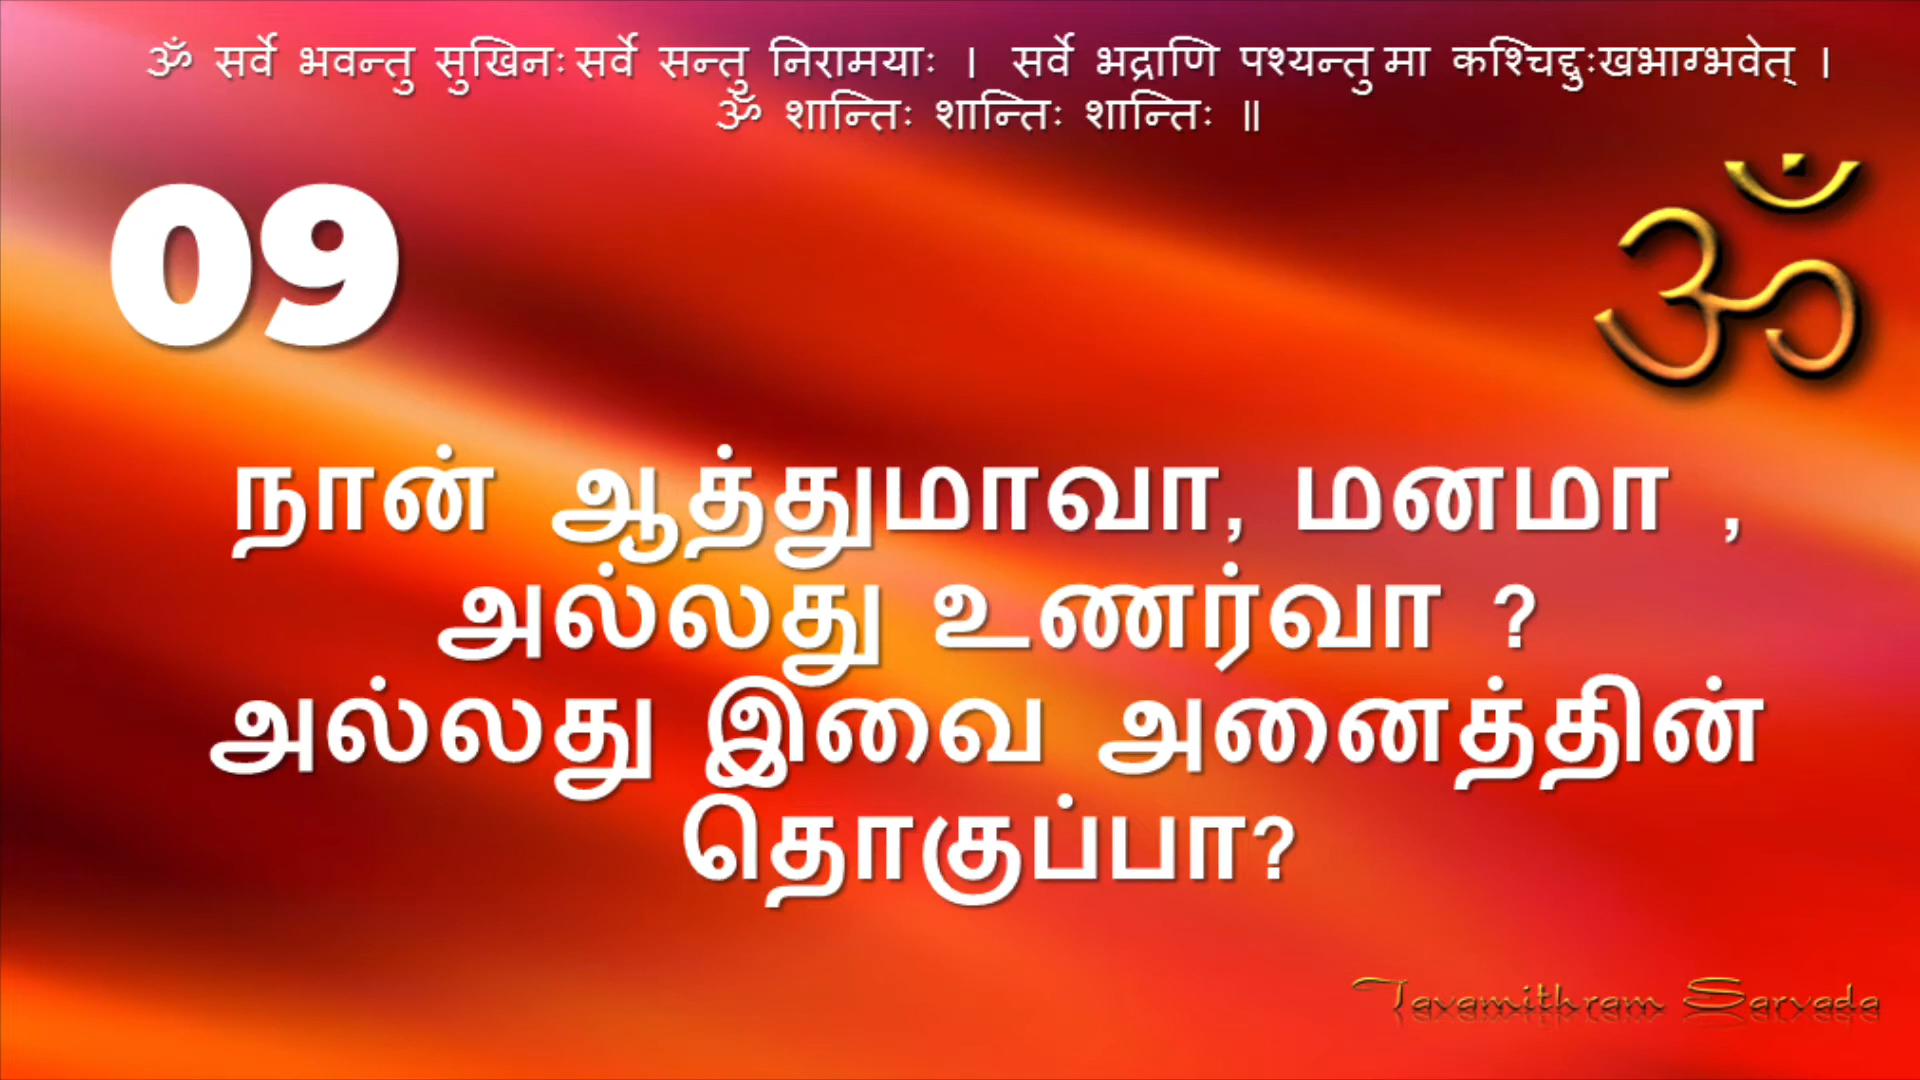 ॐ सर्वे भवन्तु सुखिनः सर्वे सन्तु निरामयाः । सर्वे भद्राणि पश्यन्तु मा कश्चिद्दुःखभाग्भवेत् ।
ॐ शान्तिः शान्तिः शान्तिः ॥
09
ॐ
நான் ஆத்துமாவா, மனமா ,
அல்லது உணர்வா ?
அல்லது இவை அனைத்தின்
தொகுப்பா?
Tavamithram Sarvada